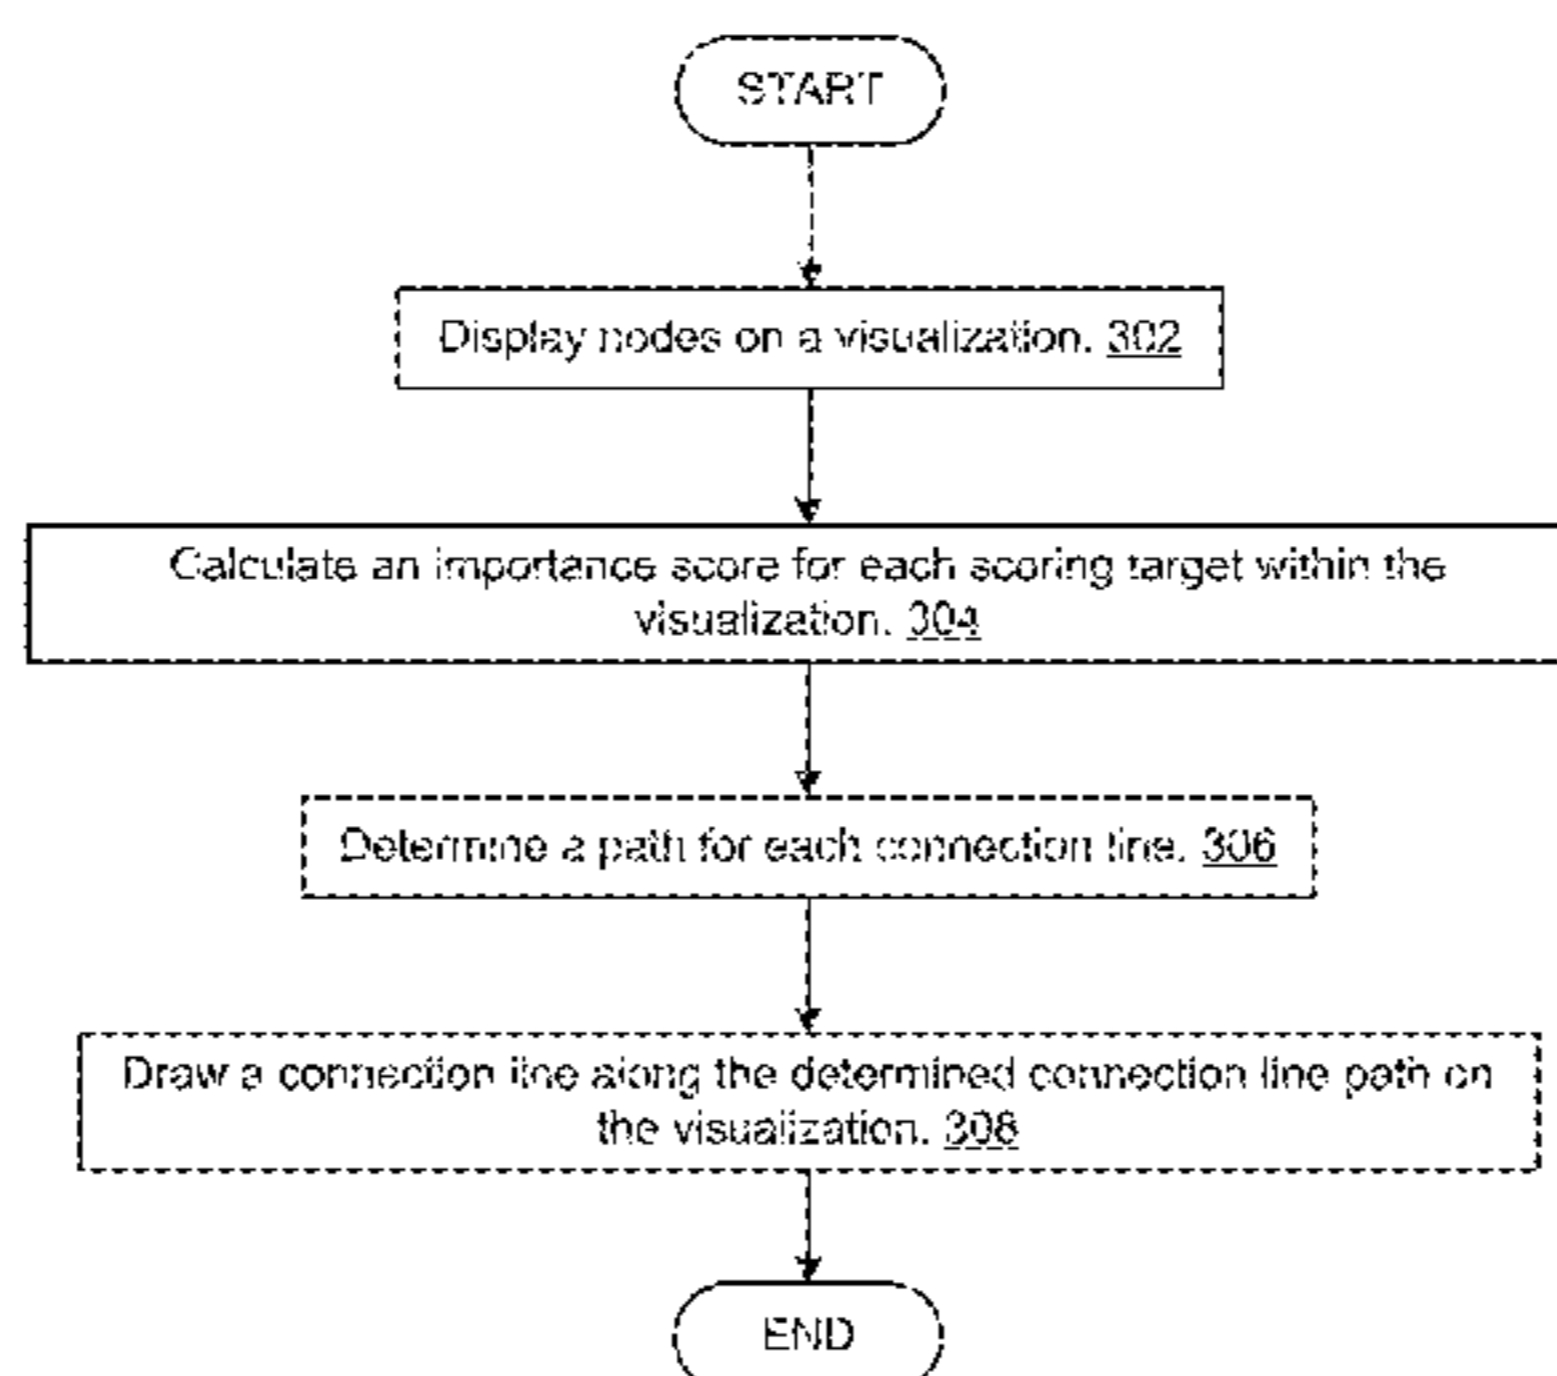 START
Display nodes on a visualization. 302
Calculate an importance score for each scoring target within the
visualization. 304
Determine a path for each connection line. 306
Draw a connection line along the determined connection line path on
the visualization. 308
END